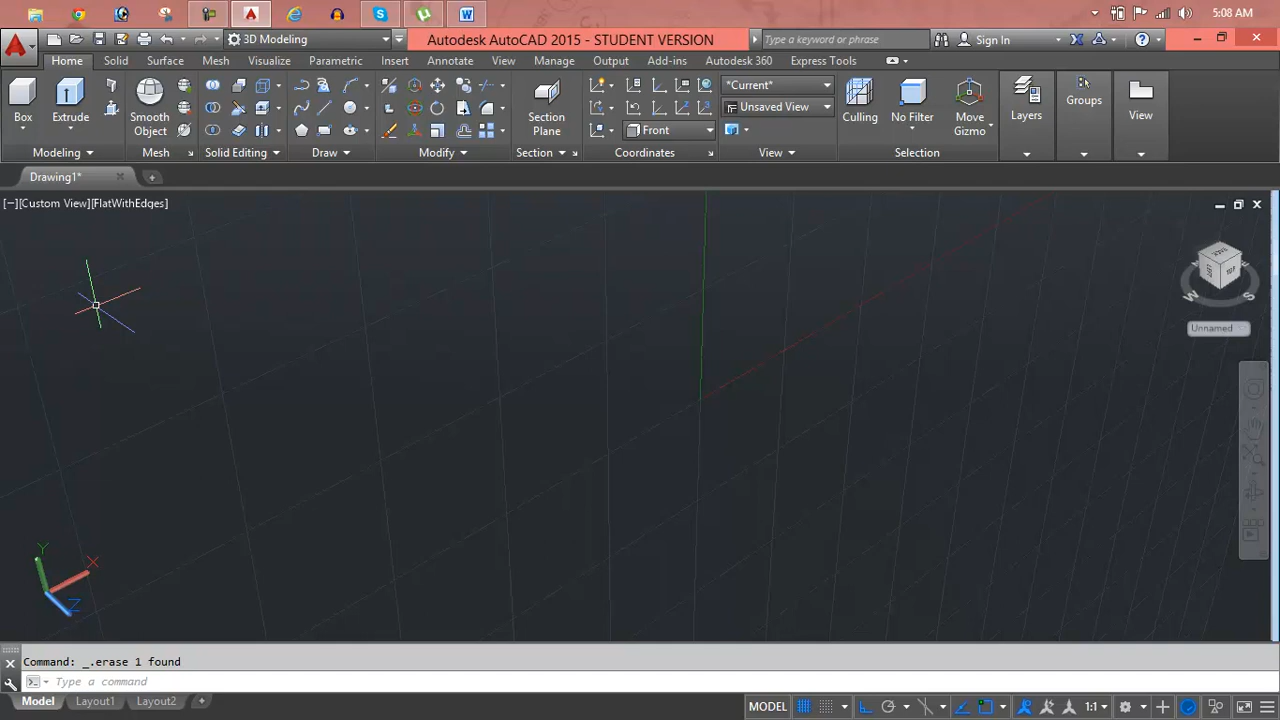 5:08 AM
3D Modeling
Autodesk AutoCAD 2015 - STUDENT VERSION
Type a keyword or phrase
Sign In
Home Solid Surface Mesh Visualize Parametric Insert Annotate View Manage Output Add-ins Autodesk 360 Express Tools
*Current*
Unsaved View
Front
Box
Extrude
Smooth
Object
Section
Plane
Culling
No Filter
Move
Gizmo
Layers
Groups
View
Modeling Mesh Solid Editing Draw Modify Section Coordinates View Selection
Drawing1*
[−][Custom View][FlatWithEdges]
W
S
Unnamed
Y
X
Z
Command: _.erase 1 found
Type a command
Model Layout1 Layout2
MODEL
1:1